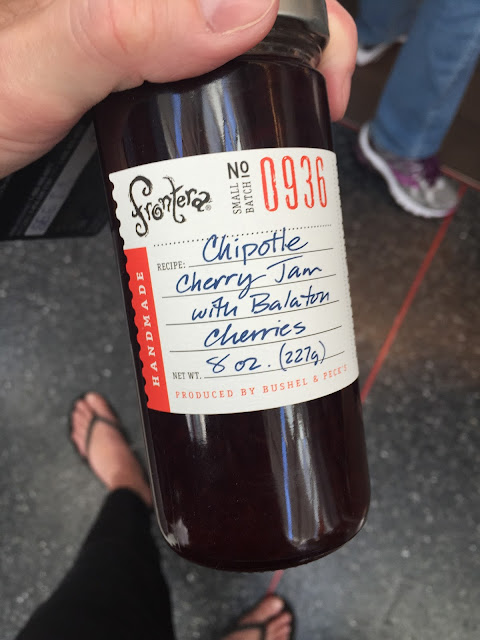 Frontera®
SMALL BATCH No 0936
HANDMADE
RECIPE: Chipotle
Cherry Jam
with Balaton
Cherries
NET WT. 8 oz. (227g)
PRODUCED BY BUSHEL & PECK'S